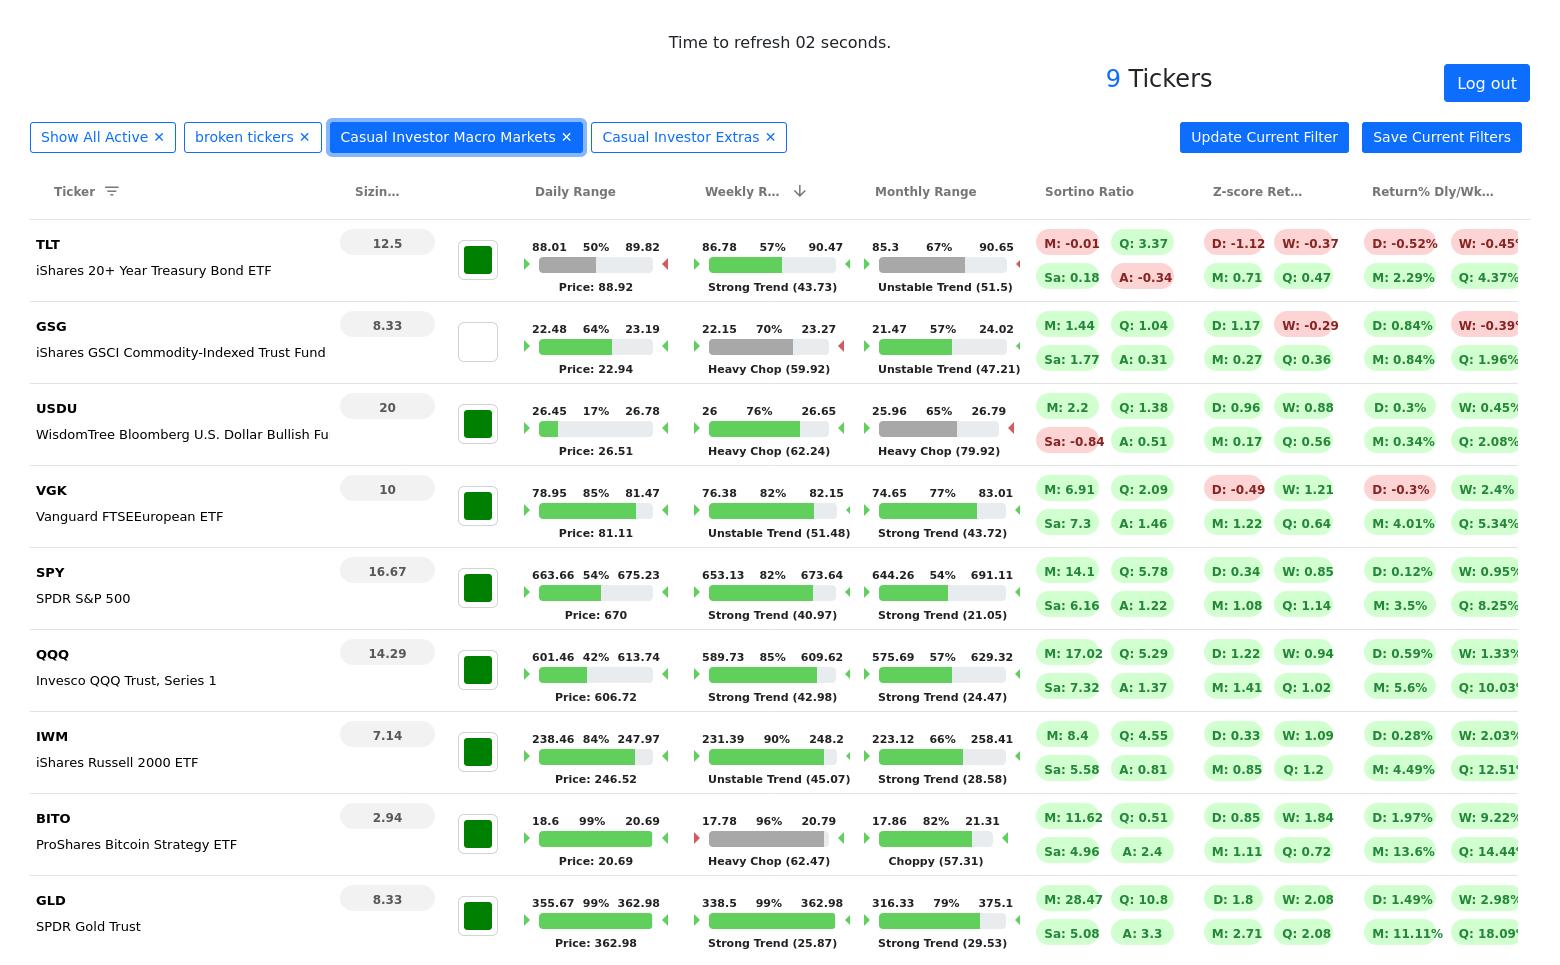 Time to refresh 02 seconds.
9 Tickers
Log out
Show All Active ✕ broken tickers ✕ Casual Investor Macro Markets ✕ Casual Investor Extras ✕ Update Current Filter Save Current Filters
Ticker Sizin… Daily Range Weekly R… Monthly Range Sortino Ratio Z-score Ret… Return% Dly/Wk…
TLT 12.5 88.01 50% 89.82 86.78 57% 90.47 85.3 67% 90.65 M: -0.01 Q: 3.37 D: -1.12 W: -0.37 D: -0.52% W: -0.45%
iShares 20+ Year Treasury Bond ETF Price: 88.92 Strong Trend (43.73) Unstable Trend (51.5) Sa: 0.18 A: -0.34 M: 0.71 Q: 0.47 M: 2.29% Q: 4.37%
GSG 8.33 22.48 64% 23.19 22.15 70% 23.27 21.47 57% 24.02 M: 1.44 Q: 1.04 D: 1.17 W: -0.29 D: 0.84% W: -0.39%
iShares GSCI Commodity-Indexed Trust Fund Price: 22.94 Heavy Chop (59.92) Unstable Trend (47.21) Sa: 1.77 A: 0.31 M: 0.27 Q: 0.36 M: 0.84% Q: 1.96%
USDU 20 26.45 17% 26.78 26 76% 26.65 25.96 65% 26.79 M: 2.2 Q: 1.38 D: 0.96 W: 0.88 D: 0.3% W: 0.45%
WisdomTree Bloomberg U.S. Dollar Bullish Fu Price: 26.51 Heavy Chop (62.24) Heavy Chop (79.92) Sa: -0.84 A: 0.51 M: 0.17 Q: 0.56 M: 0.34% Q: 2.08%
VGK 10 78.95 85% 81.47 76.38 82% 82.15 74.65 77% 83.01 M: 6.91 Q: 2.09 D: -0.49 W: 1.21 D: -0.3% W: 2.4%
Vanguard FTSEEuropean ETF Price: 81.11 Unstable Trend (51.48) Strong Trend (43.72) Sa: 7.3 A: 1.46 M: 1.22 Q: 0.64 M: 4.01% Q: 5.34%
SPY 16.67 663.66 54% 675.23 653.13 82% 673.64 644.26 54% 691.11 M: 14.1 Q: 5.78 D: 0.34 W: 0.85 D: 0.12% W: 0.95%
SPDR S&P 500 Price: 670 Strong Trend (40.97) Strong Trend (21.05) Sa: 6.16 A: 1.22 M: 1.08 Q: 1.14 M: 3.5% Q: 8.25%
QQQ 14.29 601.46 42% 613.74 589.73 85% 609.62 575.69 57% 629.32 M: 17.02 Q: 5.29 D: 1.22 W: 0.94 D: 0.59% W: 1.33%
Invesco QQQ Trust, Series 1 Price: 606.72 Strong Trend (42.98) Strong Trend (24.47) Sa: 7.32 A: 1.37 M: 1.41 Q: 1.02 M: 5.6% Q: 10.03%
IWM 7.14 238.46 84% 247.97 231.39 90% 248.2 223.12 66% 258.41 M: 8.4 Q: 4.55 D: 0.33 W: 1.09 D: 0.28% W: 2.03%
iShares Russell 2000 ETF Price: 246.52 Unstable Trend (45.07) Strong Trend (28.58) Sa: 5.58 A: 0.81 M: 0.85 Q: 1.2 M: 4.49% Q: 12.51%
BITO 2.94 18.6 99% 20.69 17.78 96% 20.79 17.86 82% 21.31 M: 11.62 Q: 0.51 D: 0.85 W: 1.84 D: 1.97% W: 9.22%
ProShares Bitcoin Strategy ETF Price: 20.69 Heavy Chop (62.47) Choppy (57.31) Sa: 4.96 A: 2.4 M: 1.11 Q: 0.72 M: 13.6% Q: 14.44%
GLD 8.33 355.67 99% 362.98 338.5 99% 362.98 316.33 79% 375.1 M: 28.47 Q: 10.8 D: 1.8 W: 2.08 D: 1.49% W: 2.98%
SPDR Gold Trust Price: 362.98 Strong Trend (25.87) Strong Trend (29.53) Sa: 5.08 A: 3.3 M: 2.71 Q: 2.08 M: 11.11% Q: 18.09%